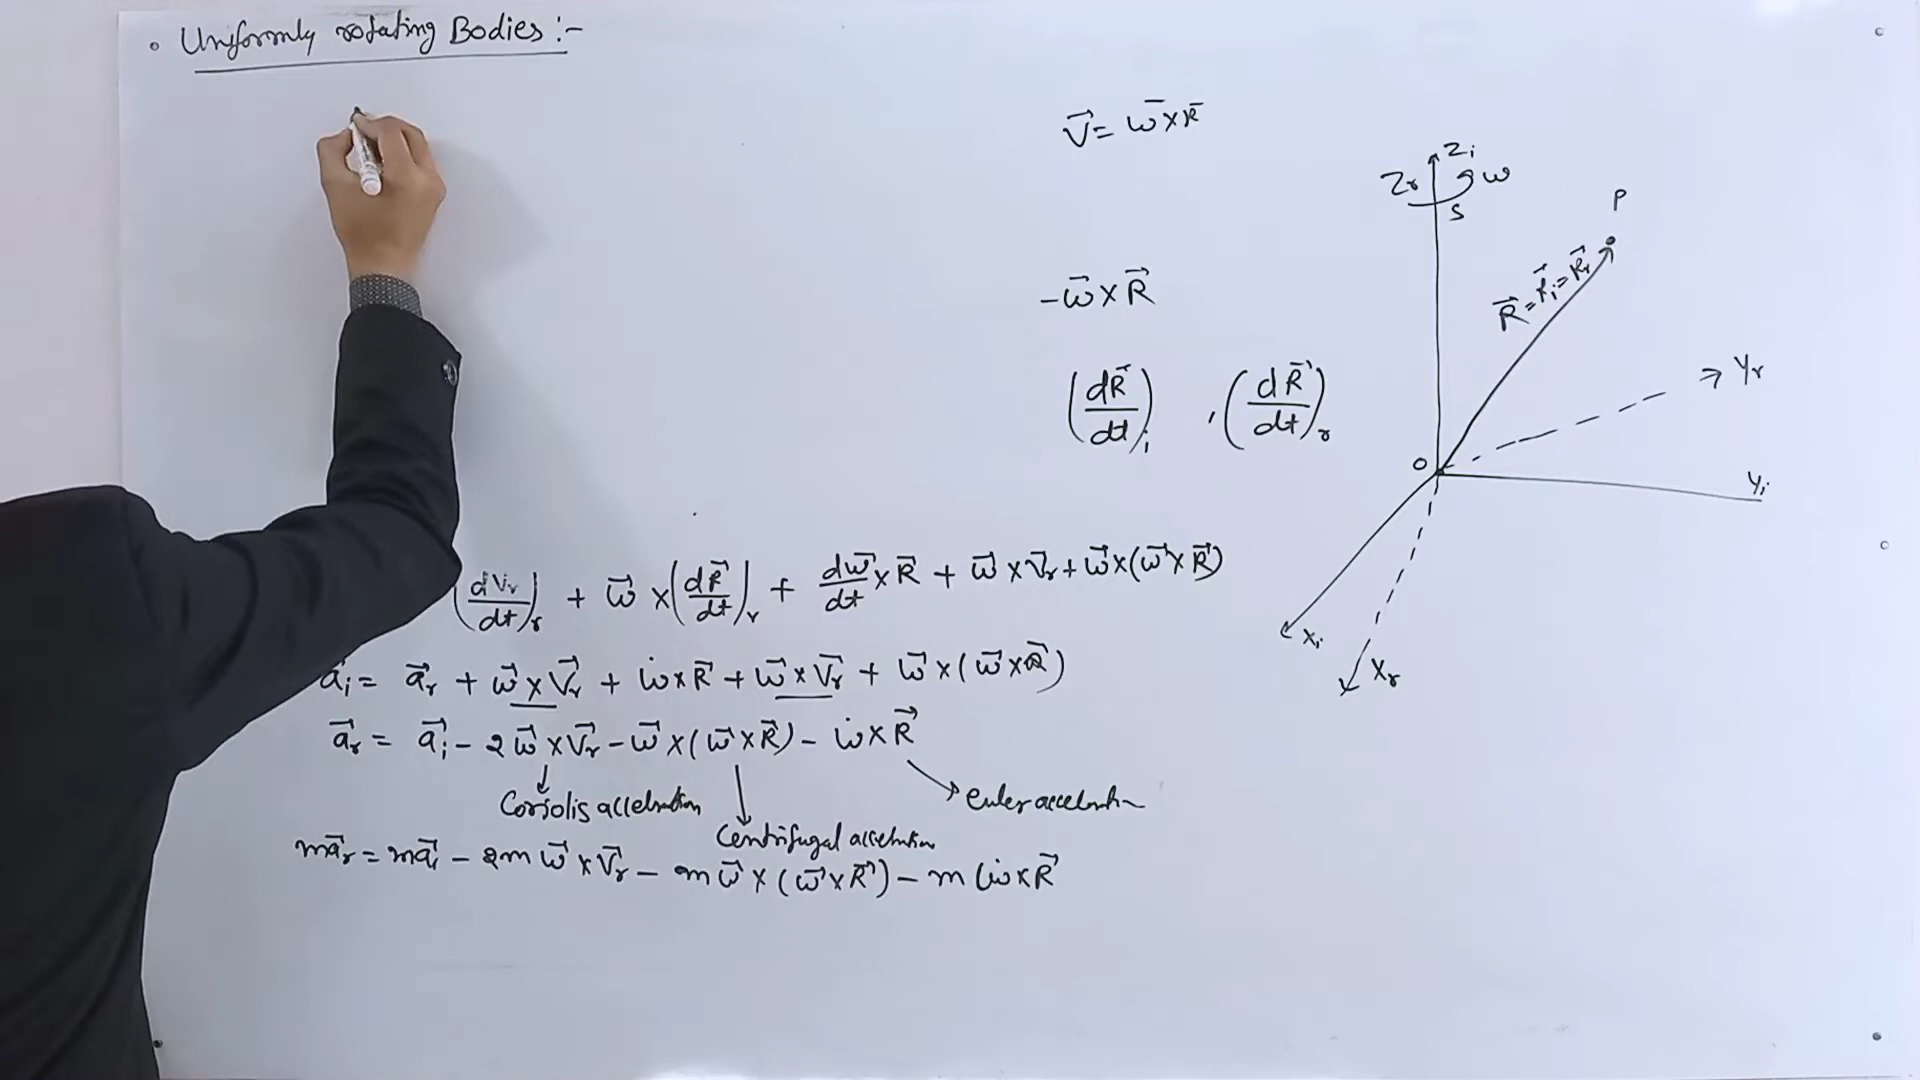 • Uniformly rotating Bodies :-
V⃗ = ω̄ × R̄
-ω⃗ × R⃗
(dR⃗/dt)ᵢ , (dR⃗/dt)ᵣ
Zᵢ
Zᵣ ω
S
P
R⃗ = R⃗ᵢ = R⃗ᵣ
Yᵣ
O
Yᵢ
Xᵢ
Xᵣ
(dVᵣ/dt)ᵣ + ω⃗ × (dR⃗/dt)ᵣ + dω⃗/dt × R⃗ + ω⃗ × V⃗ᵣ + ω⃗ × (ω⃗ × R⃗)
a⃗ᵢ = a⃗ᵣ + ω⃗ × V⃗ᵣ + ω̇ × R⃗ + ω⃗ × V⃗ᵣ + ω⃗ × (ω⃗ × R⃗)
a⃗ᵣ = a⃗ᵢ - 2 ω⃗ × V⃗ᵣ - ω⃗ × (ω⃗ × R⃗) - ω̇ × R⃗
Coriolis acceleration
Centrifugal acceleration
euler acceleration
ma⃗ᵣ = ma⃗ᵢ - 2m ω⃗ × V⃗ᵣ - m ω⃗ × (ω⃗ × R⃗) - m ω̇ × R⃗